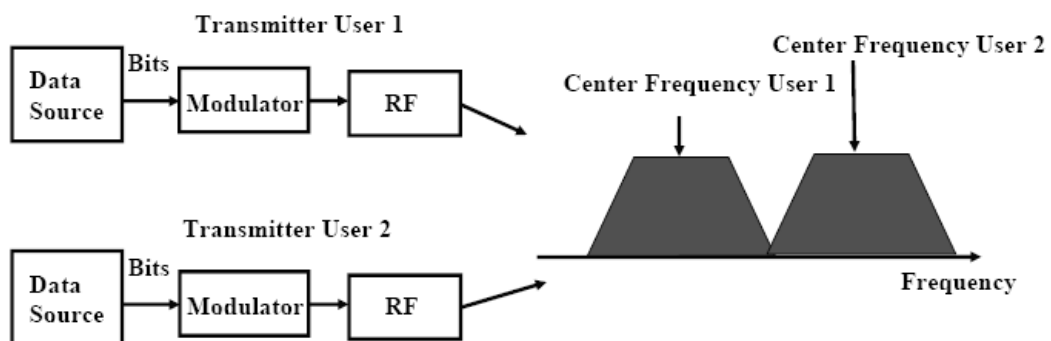 Transmitter User 1
Data
Source
Bits
Modulator
RF
Center Frequency User 2
Center Frequency User 1
Transmitter User 2
Data
Source
Bits
Modulator
RF
Frequency